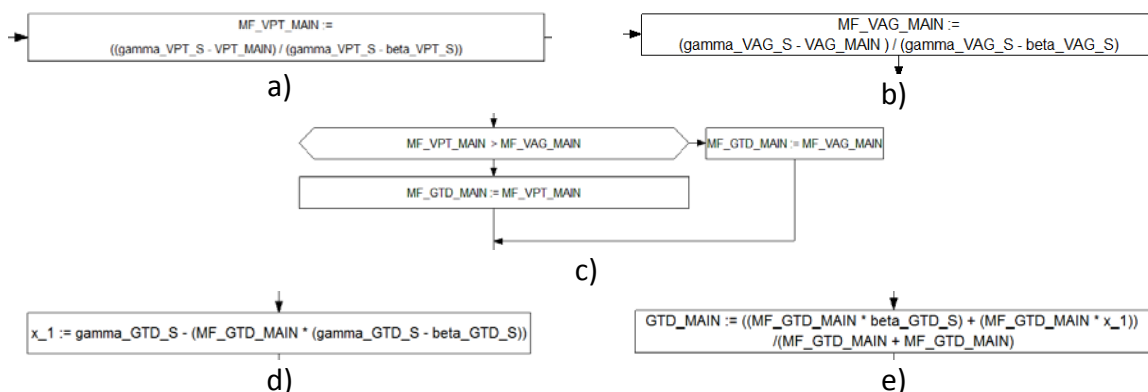 MF_VPT_MAIN :=
((gamma_VPT_S - VPT_MAIN) / (gamma_VPT_S - beta_VPT_S))
a)
MF_VAG_MAIN :=
(gamma_VAG_S - VAG_MAIN ) / (gamma_VAG_S - beta_VAG_S)
b)
MF_VPT_MAIN > MF_VAG_MAIN
MF_GTD_MAIN := MF_VAG_MAIN
MF_GTD_MAIN := MF_VPT_MAIN
c)
x_1 := gamma_GTD_S - (MF_GTD_MAIN * (gamma_GTD_S - beta_GTD_S))
d)
GTD_MAIN := ((MF_GTD_MAIN * beta_GTD_S) + (MF_GTD_MAIN * x_1))
/(MF_GTD_MAIN + MF_GTD_MAIN)
e)